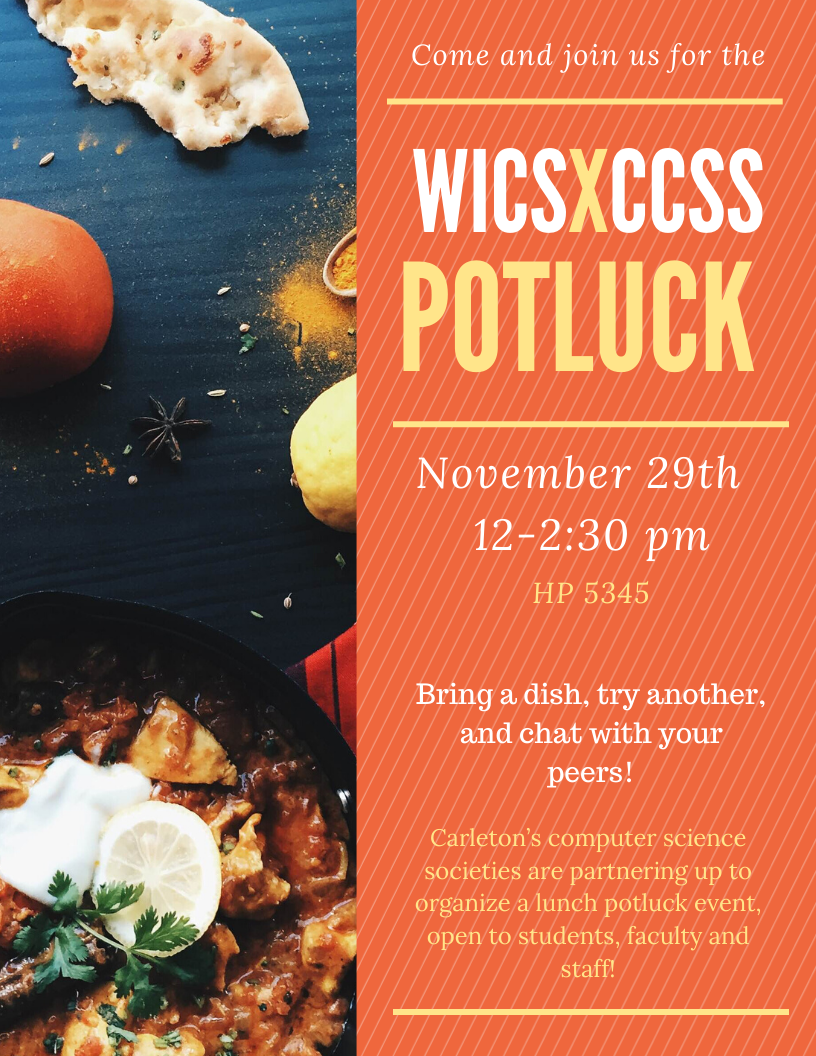 Come and join us for the
WICSXCCSS
POTLUCK
November 29th
12-2:30 pm
HP 5345
Bring a dish, try another,
and chat with your
peers!
Carleton's computer science
societies are partnering up to
organize a lunch potluck event,
open to students, faculty and
staff!